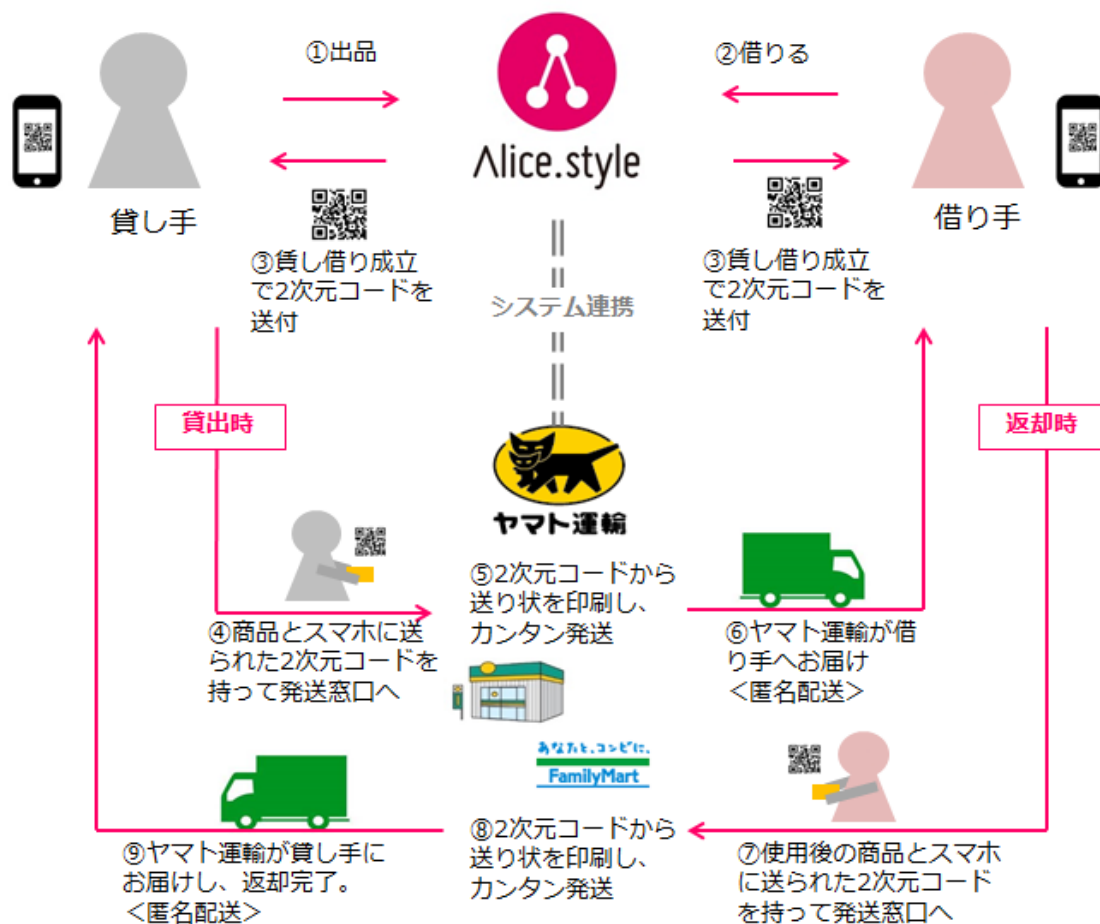 ①出品
②借りる
Alice.style
貸し手
借り手
③賃し借り成立
で2次元コードを
送付
③賃し借り成立
で2次元コードを
送付
システム連携
貸出時
返却時
ヤマト運輸
⑤2次元コードから
送り状を印刷し、
カンタン発送
④商品とスマホに送
られた2次元コードを
持って発送窓口へ
⑥ヤマト運輸が借
り手へお届け
<匿名配送>
あなたと、コンビに、
FamilyMart
⑧2次元コードから
送り状を印刷し、
カンタン発送
⑨ヤマト運輸が貸し手に
お届けし、返却完了。
<匿名配送>
⑦使用後の商品とスマホ
に送られた2次元コード
を持って発送窓口へ